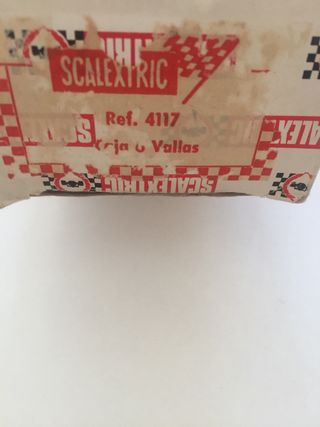 SCALEXTRIC
Ref. 4117
Caja 6 Vallas
SCALEXTRIC